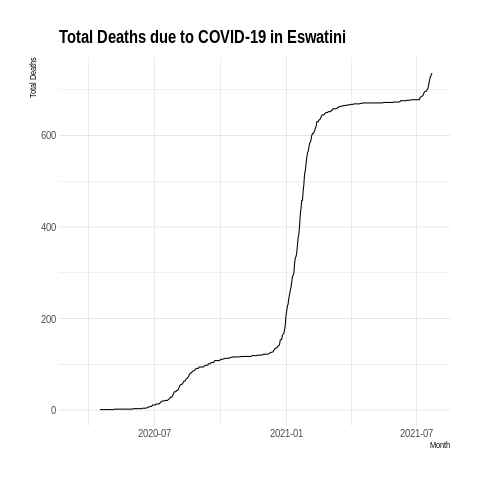 Total Deaths due to COVID-19 in Eswatini
Total Deaths
600
400
200
0
2020-07 2021-01 2021-07
Month